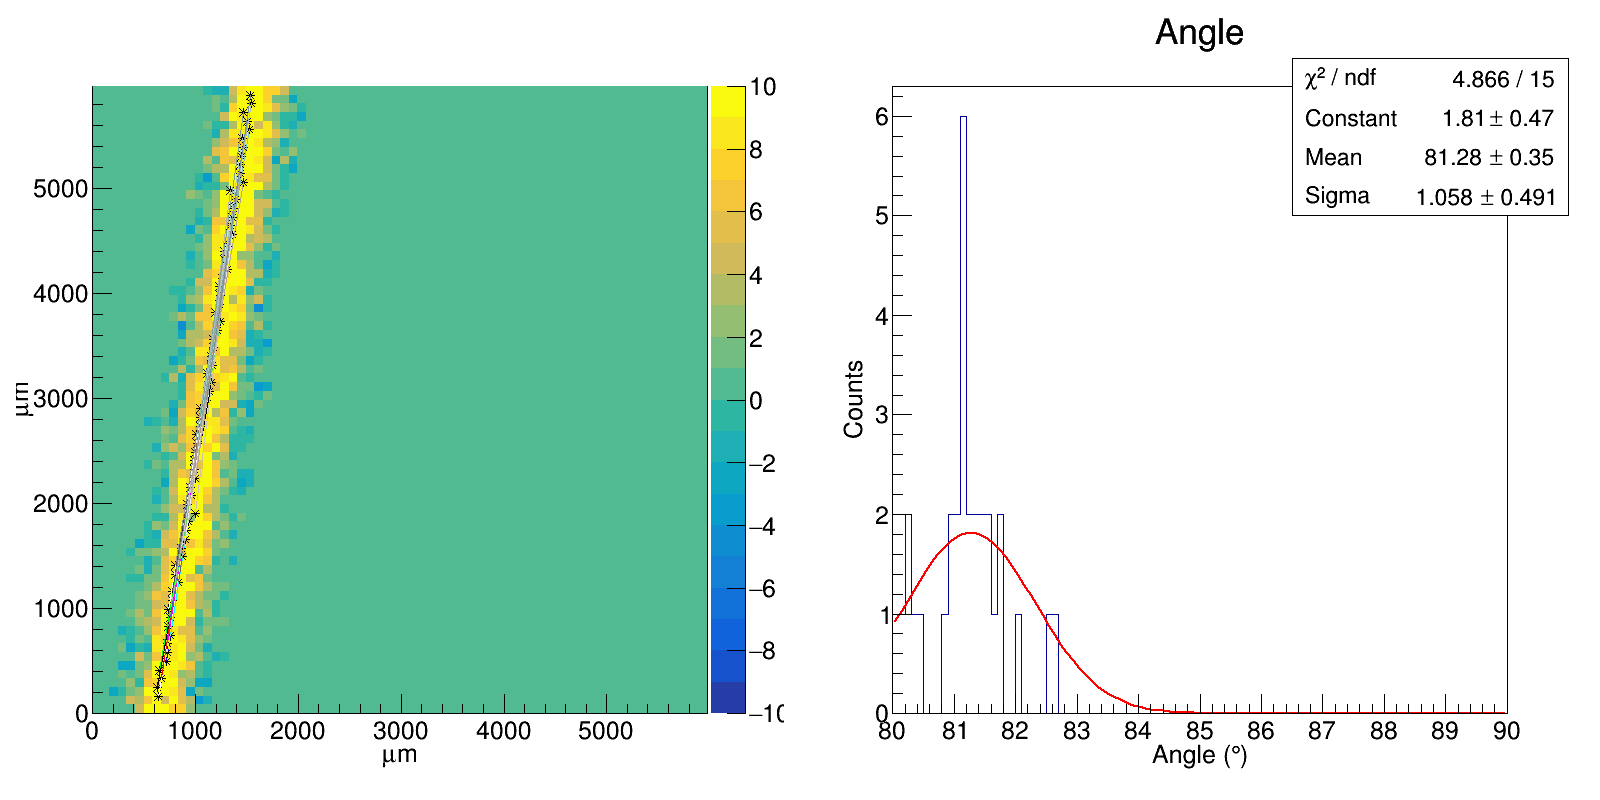 Angle
χ² / ndf 4.866 / 15
Constant 1.81 ± 0.47
Mean 81.28 ± 0.35
Sigma 1.058 ± 0.491
μm
5000
4000
3000
2000
1000
0
0 1000 2000 3000 4000 5000
μm
10
8
6
4
2
0
−2
−4
−6
−8
−10
Counts
6
5
4
3
2
1
0
80 81 82 83 84 85 86 87 88 89 90
Angle (°)